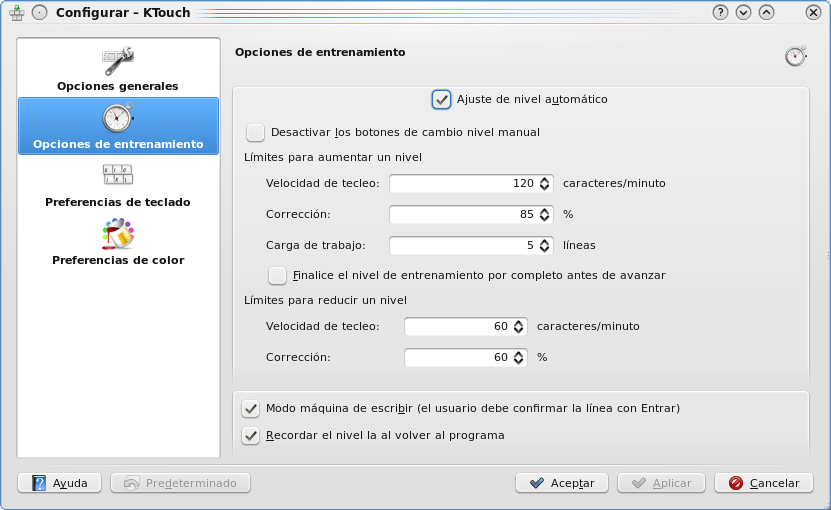 Configurar – KTouch
Opciones generales
Opciones de entrenamiento
Preferencias de teclado
Preferencias de color
Opciones de entrenamiento
Ajuste de nivel automático
Desactivar los botones de cambio nivel manual
Límites para aumentar un nivel
Velocidad de tecleo: 120 caracteres/minuto
Corrección: 85 %
Carga de trabajo: 5 líneas
Finalice el nivel de entrenamiento por completo antes de avanzar
Límites para reducir un nivel
Velocidad de tecleo: 60 caracteres/minuto
Corrección: 60 %
Modo máquina de escribir (el usuario debe confirmar la línea con Entrar)
Recordar el nivel la al volver al programa
Ayuda Predeterminado Aceptar Aplicar Cancelar